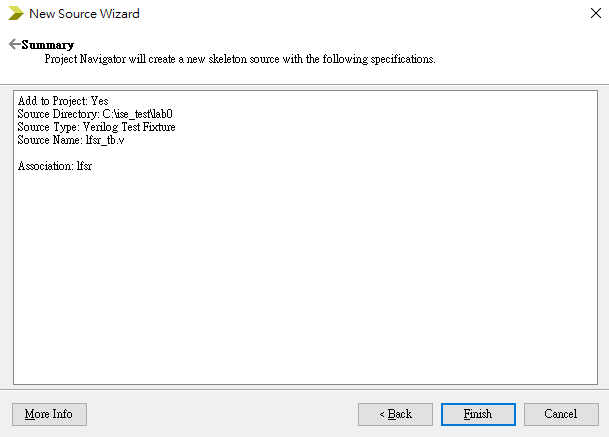 New Source Wizard
Summary
Project Navigator will create a new skeleton source with the following specifications.
Add to Project: Yes
Source Directory: C:\ise_test\lab0
Source Type: Verilog Test Fixture
Source Name: lfsr_tb.v
Association: lfsr
More Info
< Back
Finish
Cancel